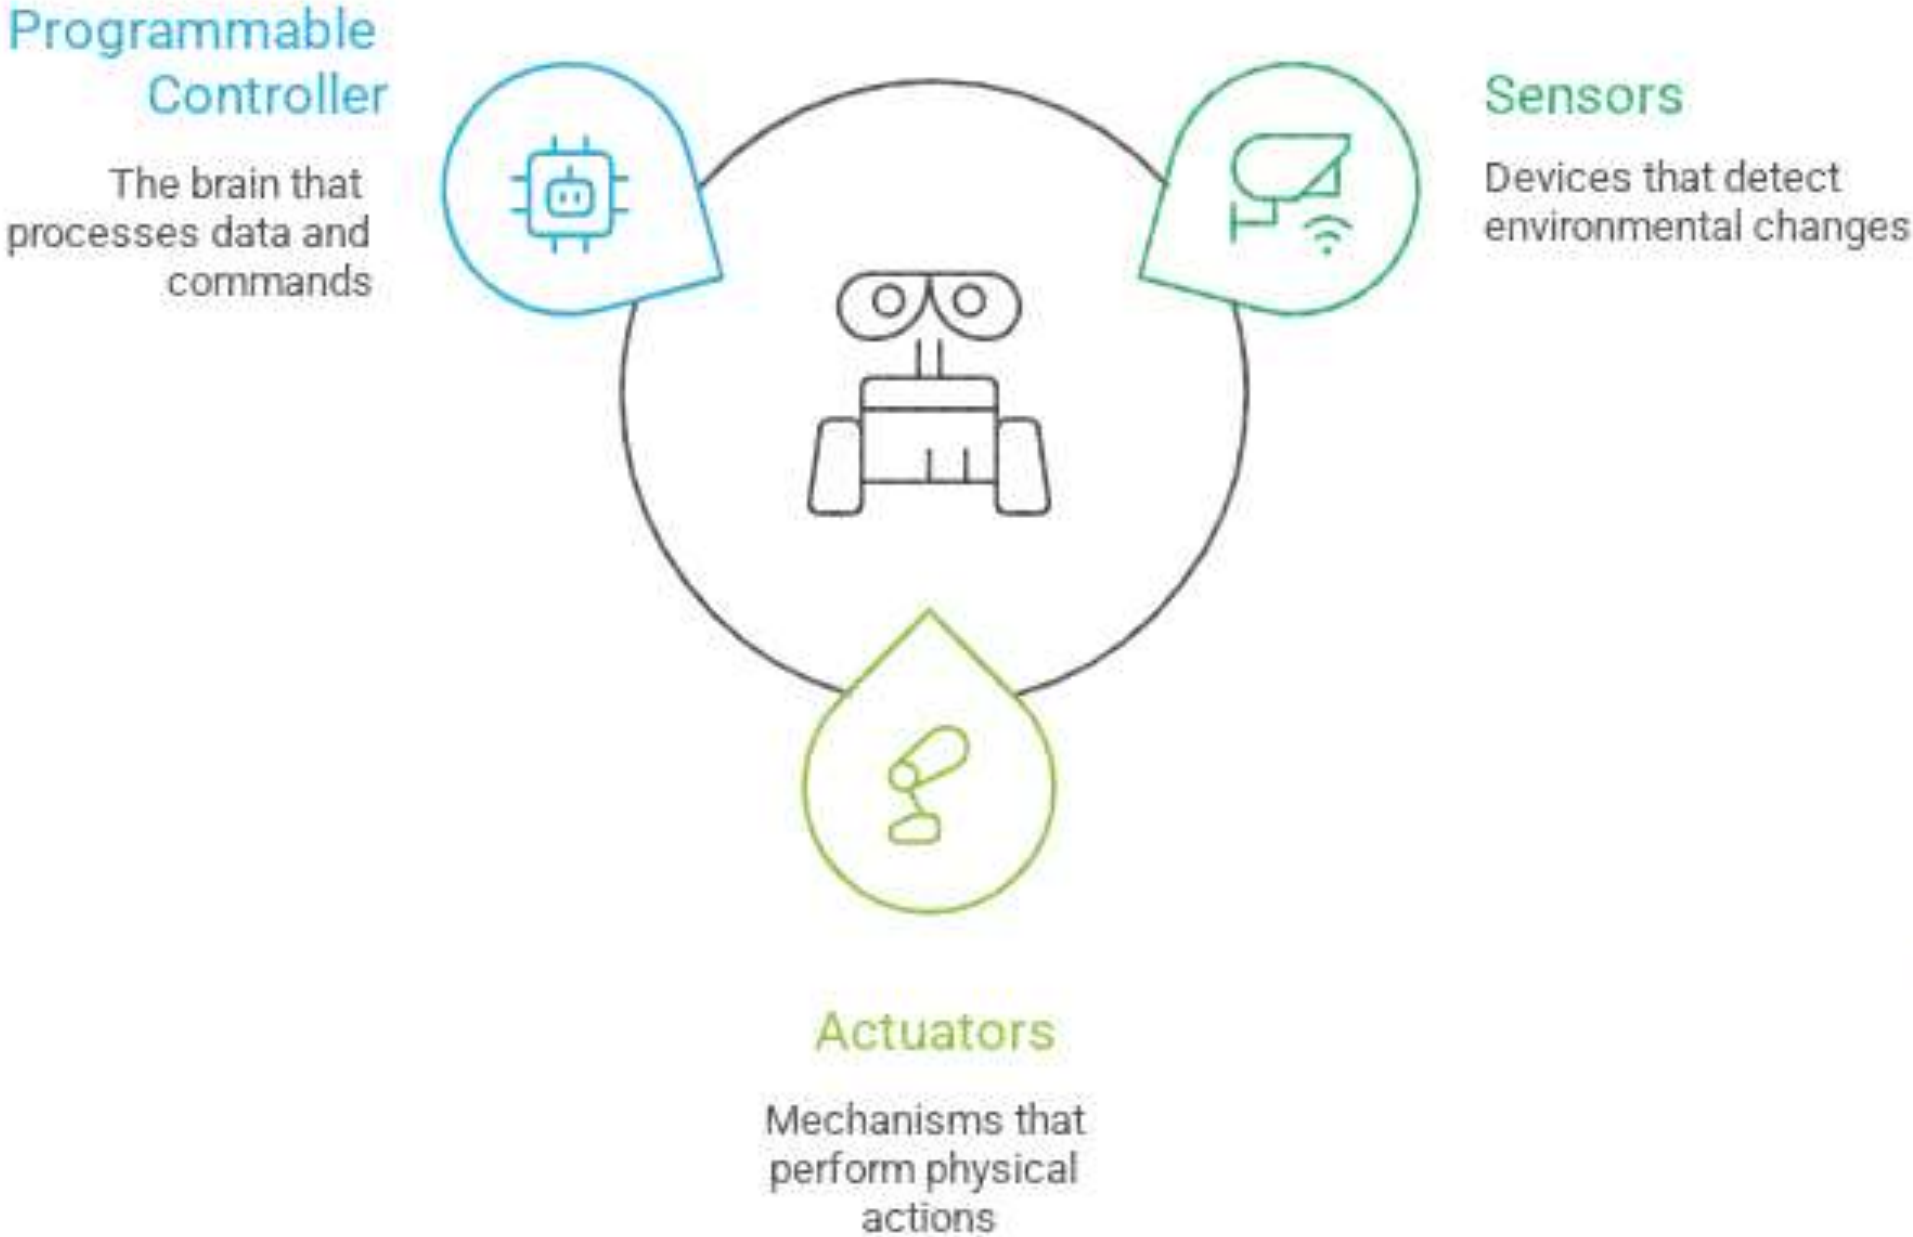 Programmable
Controller
The brain that
processes data and
commands
Sensors
Devices that detect
environmental changes
Actuators
Mechanisms that
perform physical
actions